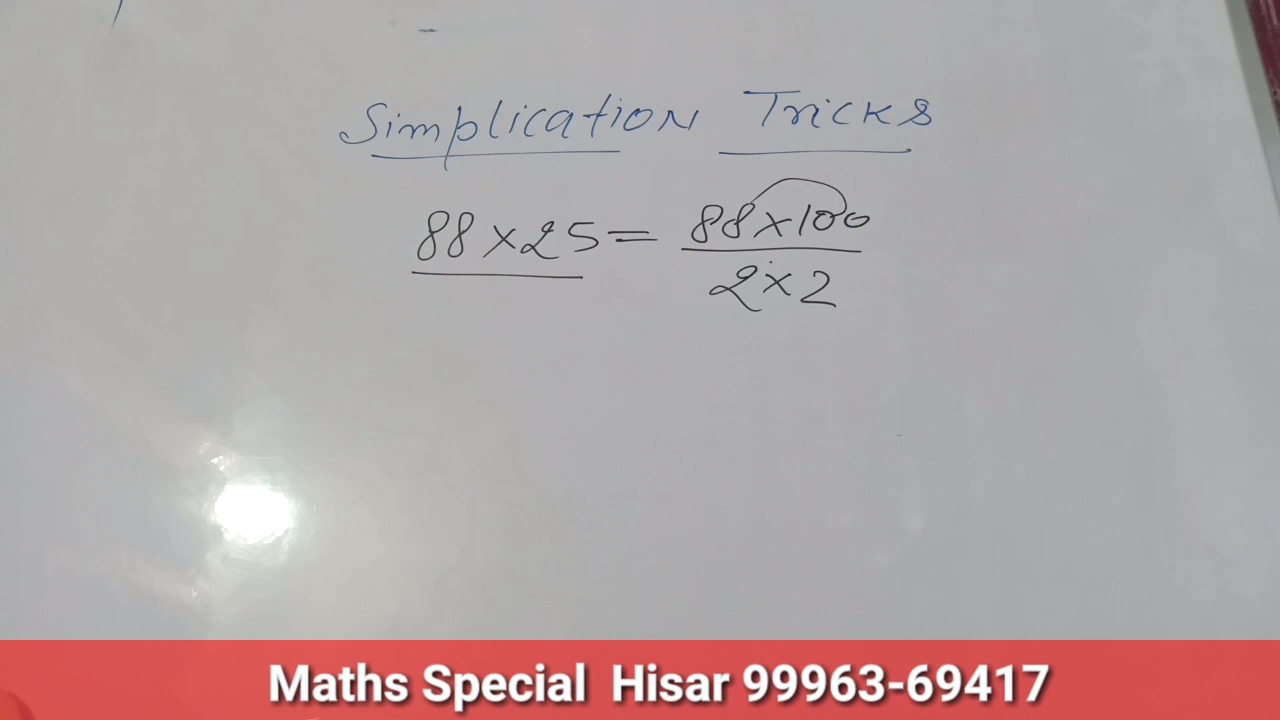 Simplication Tricks
88×25= 88×100
2×2
Maths Special Hisar 99963-69417